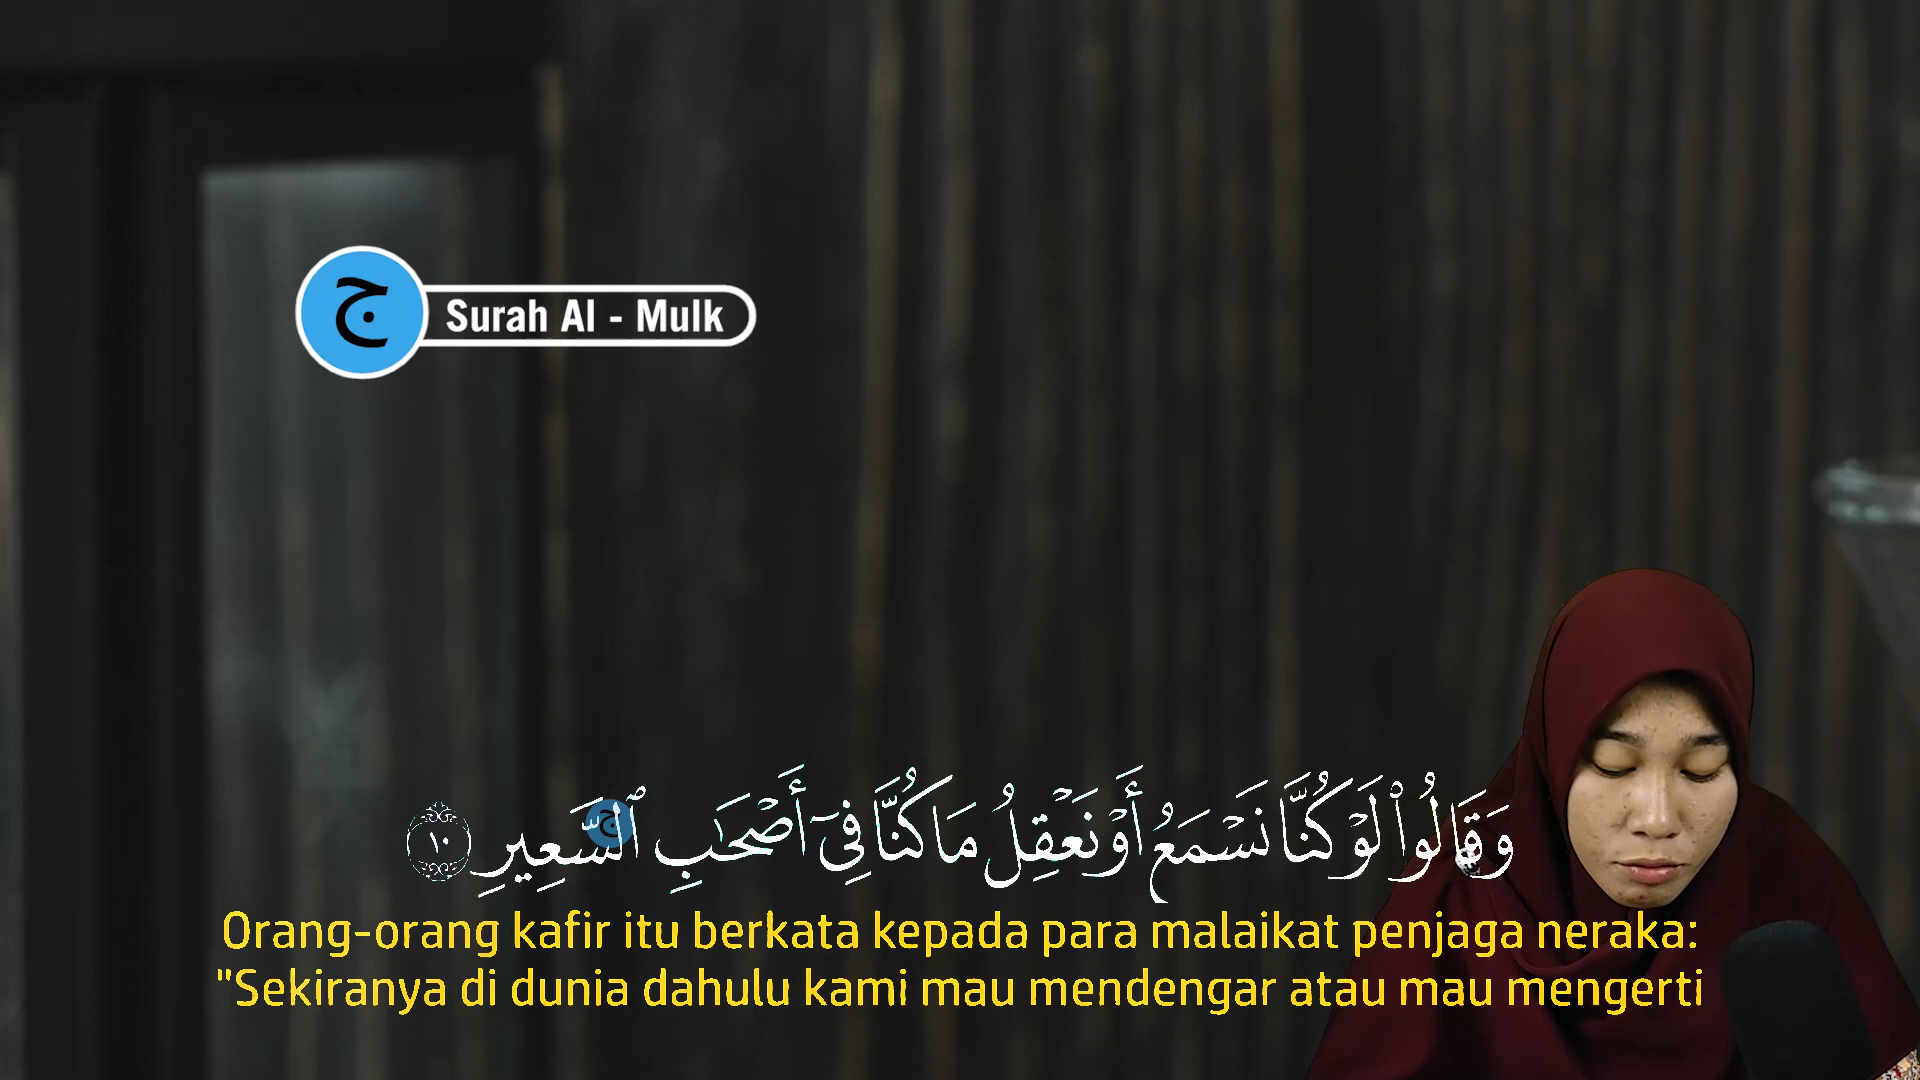 ج
Surah Al - Mulk
وَقَالُوا۟ لَوْ كُنَّا نَسْمَعُ أَوْ نَعْقِلُ مَا كُنَّا فِىٓ أَصْحَـٰبِ ٱلسَّعِيرِ ١٠
ج
Orang-orang kafir itu berkata kepada para malaikat penjaga neraka:
"Sekiranya di dunia dahulu kami mau mendengar atau mau mengerti